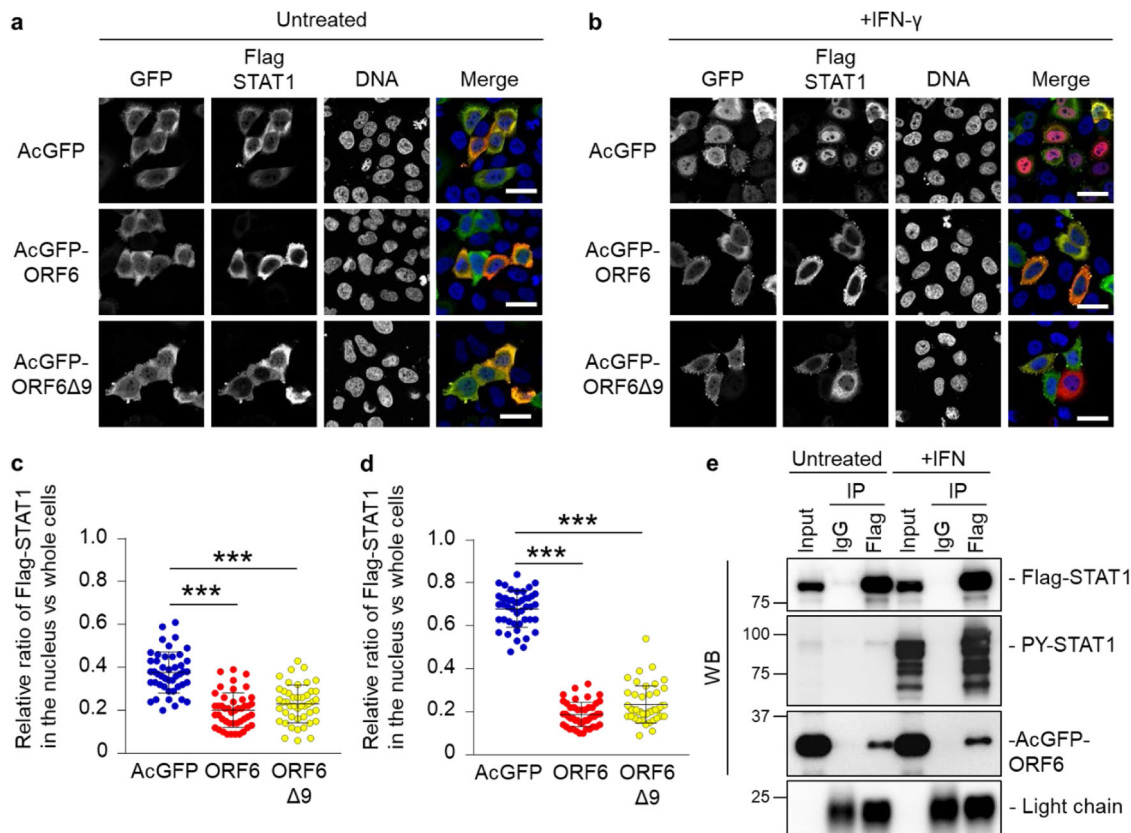 a
Untreated
GFP
Flag
STAT1
DNA
Merge
AcGFP
AcGFP-
ORF6
AcGFP-
ORF6Δ9
b
+IFN-γ
GFP
Flag
STAT1
DNA
Merge
AcGFP
AcGFP-
ORF6
AcGFP-
ORF6Δ9
c
Relative ratio of Flag-STAT1
in the nucleus vs whole cells
1.0
0.8
0.6
0.4
0.2
0
***
***
AcGFP ORF6 ORF6
Δ9
d
Relative ratio of Flag-STAT1
in the nucleus vs whole cells
1.0
0.8
0.6
0.4
0.2
0
***
***
AcGFP ORF6 ORF6
Δ9
e
Untreated +IFN
IP IP
Input IgG Flag Input IgG Flag
WB
- Flag-STAT1
75
100
- PY-STAT1
75
37
-AcGFP-
ORF6
25
- Light chain